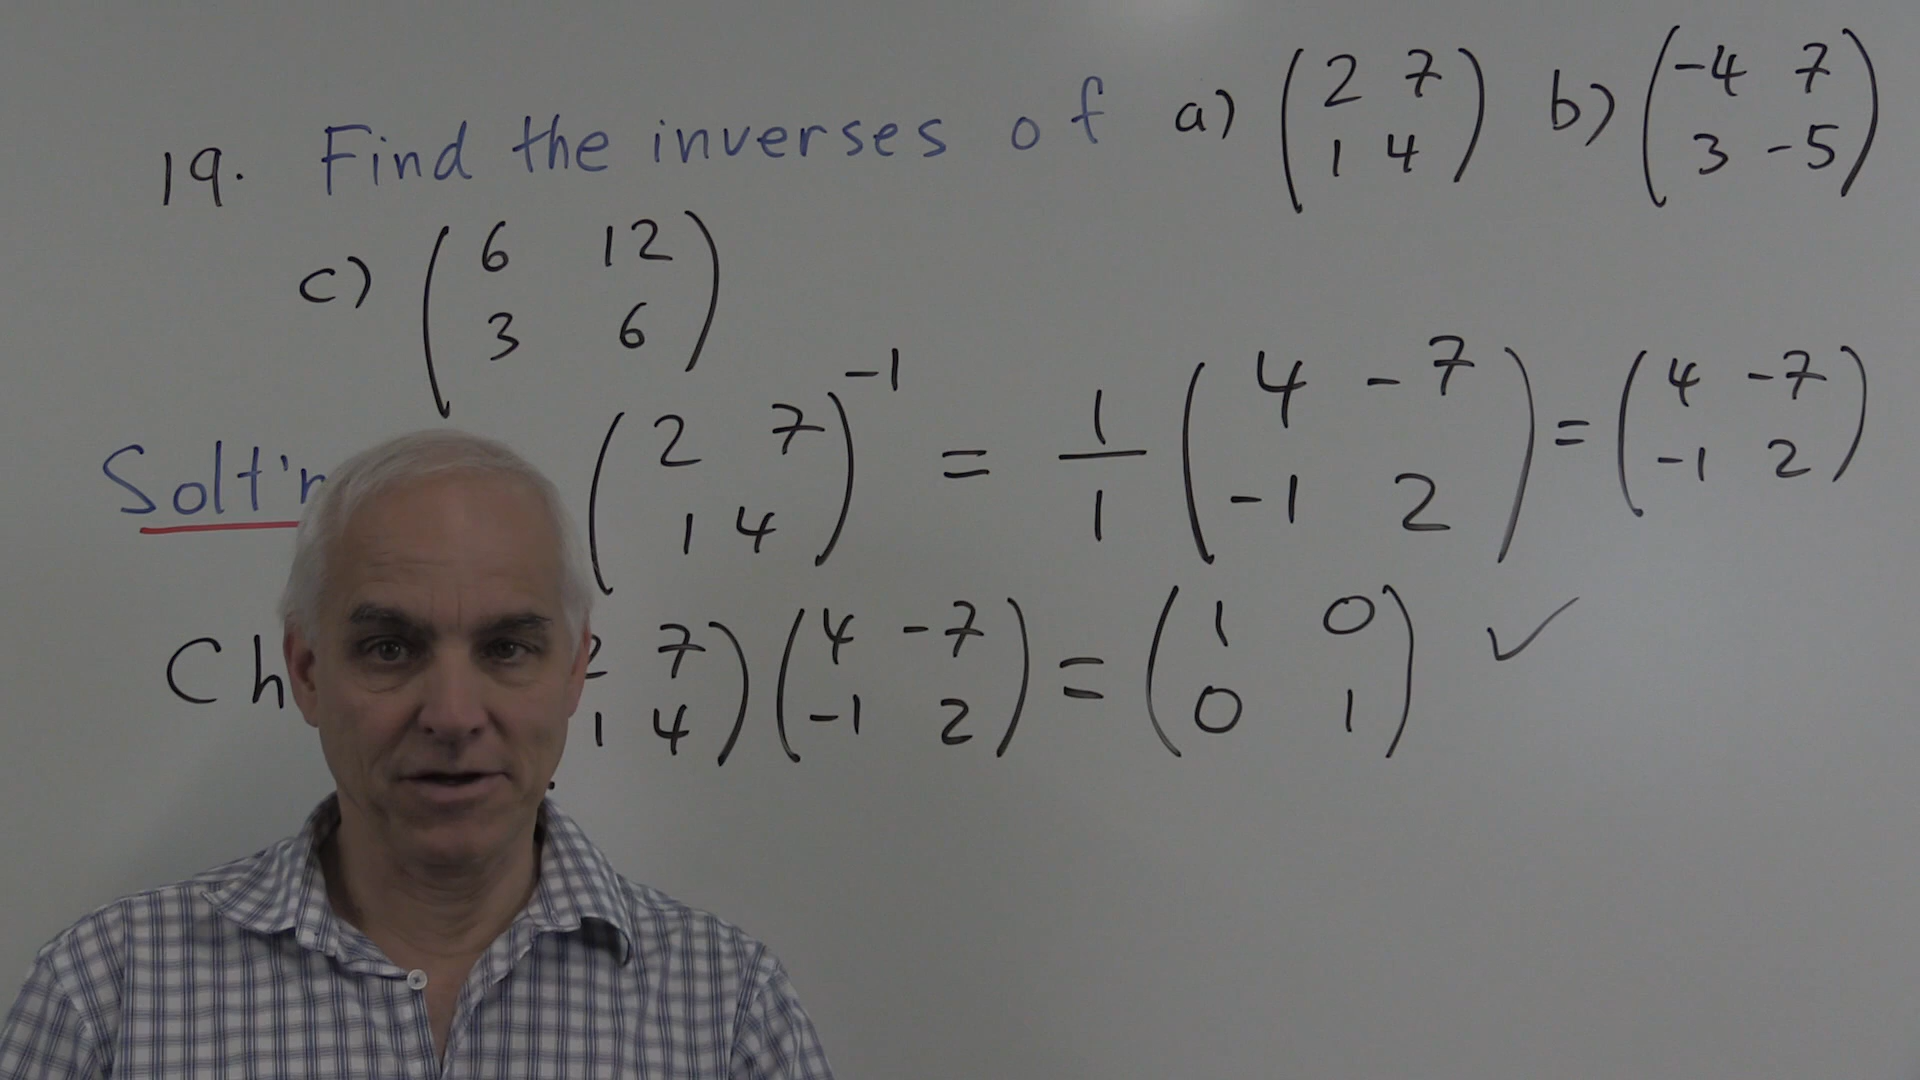 19. Find the inverses of a) (2 7 b) (-4 7
1 4) 3 -5)
c) (6 12
3 6)
(2 7)^-1 = 1/1 (4 -7 = (4 -7
Solt'n 1 4) -1 2) -1 2)
7)(4 -7) = (1 0) ✓
1 4 -1 2 0 1